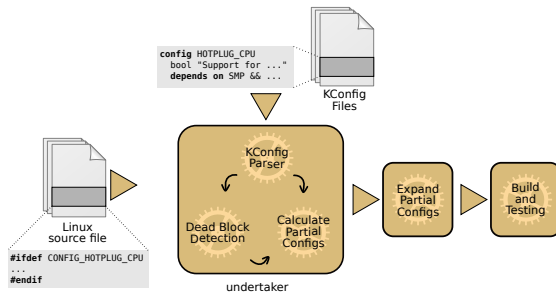 config HOTPLUG_CPU
bool "Support for ..."
depends on SMP && ...
KConfig
Files
KConfig
Parser
Dead Block
Detection
Calculate
Partial
Configs
undertaker
Expand
Partial
Configs
Build
and
Testing
Linux
source file
#ifdef CONFIG_HOTPLUG_CPU
...
#endif